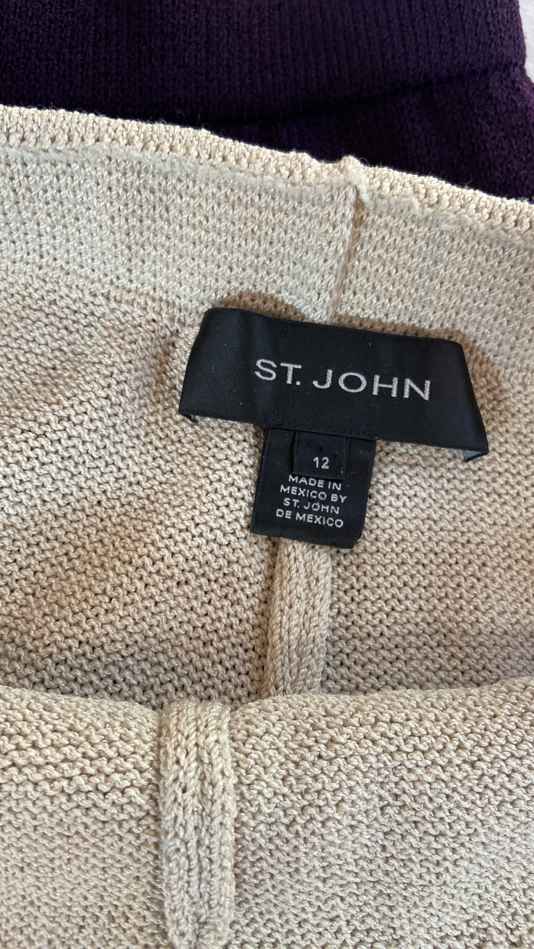 ST. JOHN
12
MADE IN
MEXICO BY
ST. JOHN
DE MEXICO